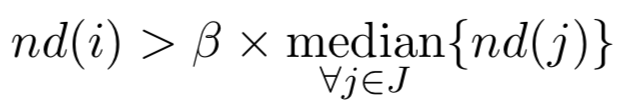 nd(i) > β × median{nd(j)}
∀j∈J